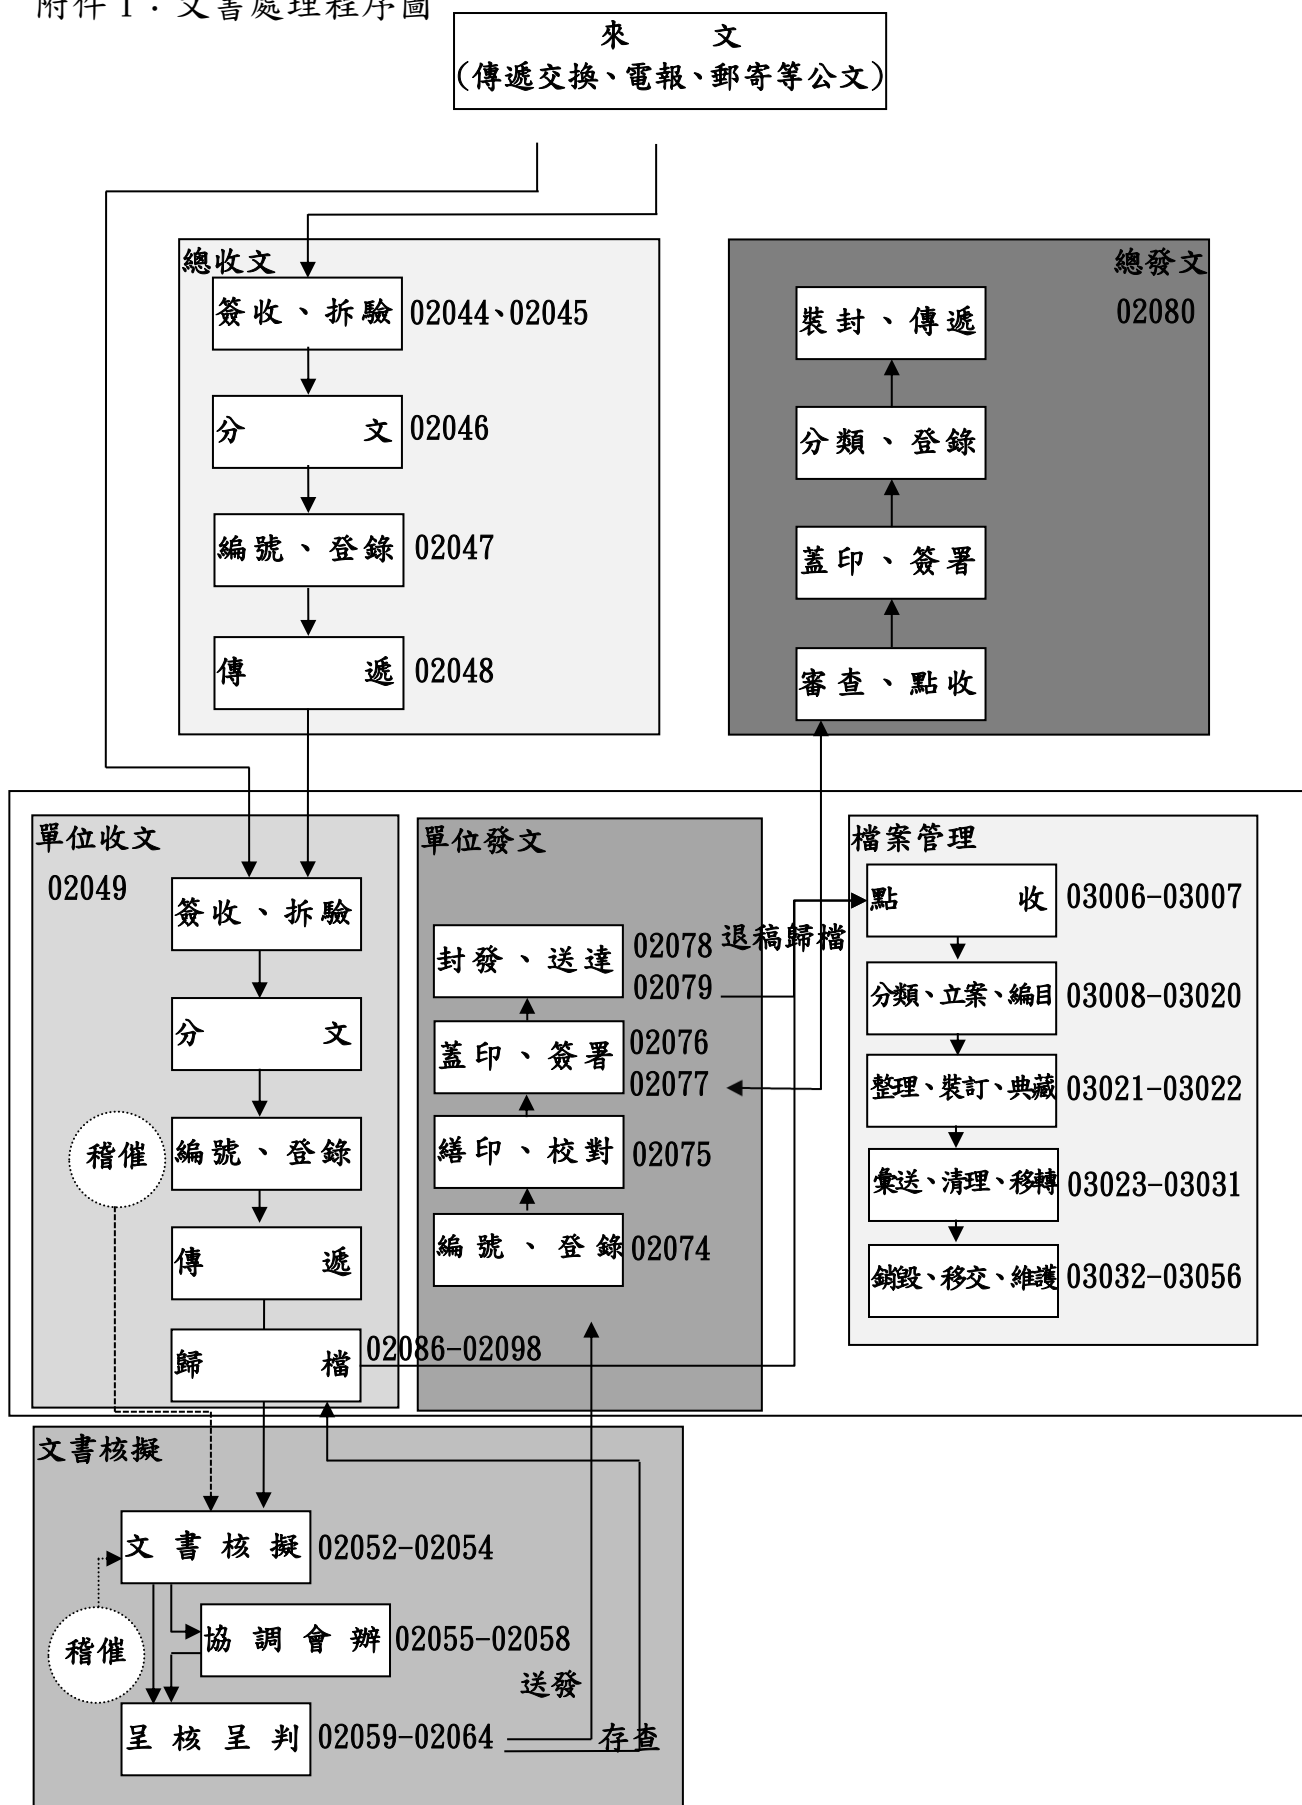 附件1：文書處理程序圖
來 文
(傳遞交換、電報、郵寄等公文)
總收文
簽收、拆驗 02044、02045
分 文 02046
編號、登錄 02047
傳 遞 02048
總發文
02080
裝封、傳遞
分類、登錄
蓋印、簽署
審查、點收
單位收文
02049
簽收、拆驗
分 文
編號、登錄
稽催
傳 遞
歸 檔 02086-02098
單位發文
封發、送達 02078
02079
退稿歸檔
蓋印、簽署 02076
02077
繕印、校對 02075
編號、登錄 02074
檔案管理
點 收 03006-03007
分類、立案、編目 03008-03020
整理、裝訂、典藏 03021-03022
彙送、清理、移轉 03023-03031
銷毀、移交、維護 03032-03056
文書核擬
文書核擬 02052-02054
稽催
協調會辦 02055-02058
送發
呈核呈判 02059-02064
存查